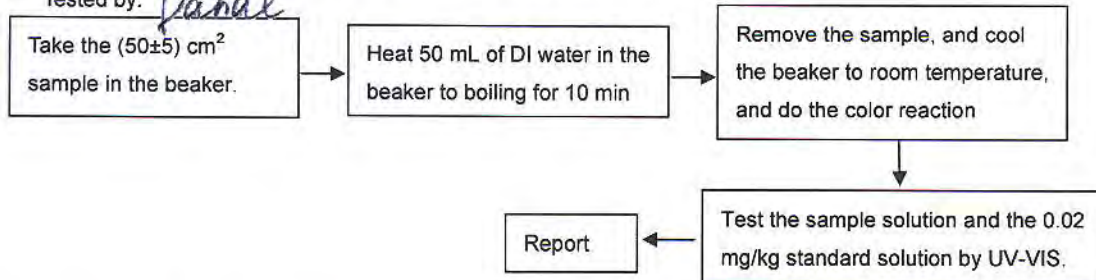 Tested by:
Take the (50±5) cm²
sample in the beaker.
Heat 50 mL of DI water in the
beaker to boiling for 10 min
Remove the sample, and cool
the beaker to room temperature,
and do the color reaction
Test the sample solution and the 0.02
mg/kg standard solution by UV-VIS.
Report